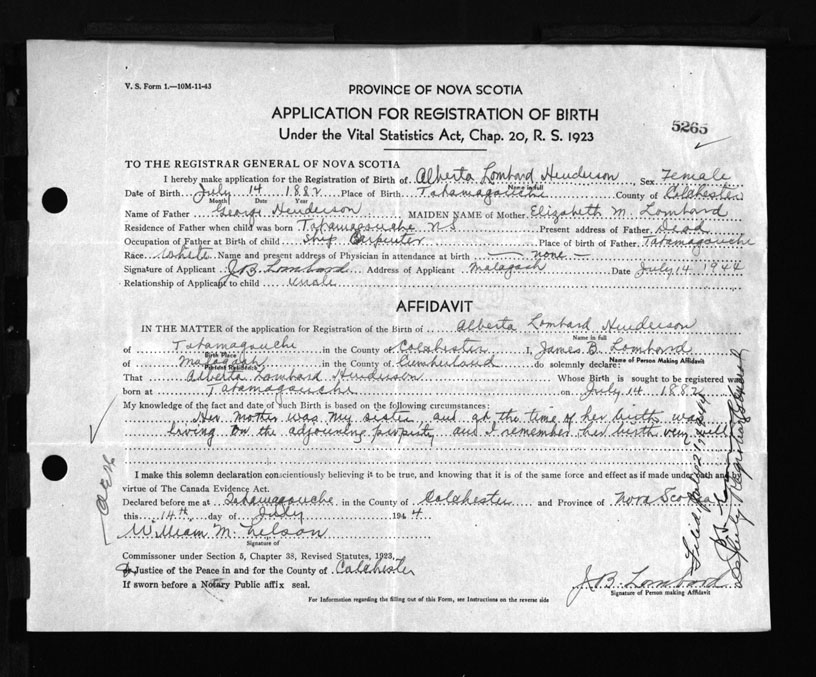 V. S. Form 1.—10M-11-43
PROVINCE OF NOVA SCOTIA
APPLICATION FOR REGISTRATION OF BIRTH
5265
Under the Vital Statistics Act, Chap. 20, R. S. 1923
TO THE REGISTRAR GENERAL OF NOVA SCOTIA
I hereby make application for the Registration of Birth of Alberta Lombard Henderson, Sex Female
Name in full
Date of Birth July 14 1882 Place of Birth Tatamagouche County of Colchester
Month Date Year
Name of Father George Henderson MAIDEN NAME of Mother Elizabeth M. Lombard
Residence of Father when child was born Tatamagouche N.S Present address of Father Dead
Occupation of Father at Birth of child Ship Carpenter Place of birth of Father Tatamagouche
Race White Name and present address of Physician in attendance at birth — none —
Signature of Applicant J.B. Lombard Address of Applicant Malagash Date July 14 1944
Relationship of Applicant to child Uncle
AFFIDAVIT
IN THE MATTER of the application for Registration of the Birth of Alberta Lombard Henderson
Name in full
of Tatamagouche in the County of Colchester I, James B. Lombard
Birth Place Name of Person Making Affidavit
of Malagash in the County of Cumberland do solemnly declare:
Present Residence
That Alberta Lombard Henderson Whose Birth is sought to be registered was
born at Tatamagouche on July 14 1882
My knowledge of the fact and date of such Birth is based on the following circumstances:
Her mother was my sister, and at the time of her birth was
living on the adjourning property, and I remember her birth very well
I make this solemn declaration conscientiously believing it to be true, and knowing that it is of the same force and effect as if made under oath and
virtue of The Canada Evidence Act.
Declared before me at Tatamagouche in the County of Colchester and Province of Nova Scotia
this 14th day of July 1944
William M. Nelson
Signature of
Commissioner under Section 5, Chapter 38, Revised Statutes, 1923.
Justice of the Peace in and for the County of Colchester
If sworn before a Notary Public affix seal.
J.B. Lombard
Signature of Person making Affidavit
For Information regarding the filling out of this Form, see Instructions on the reverse side
Deputy Registrar General